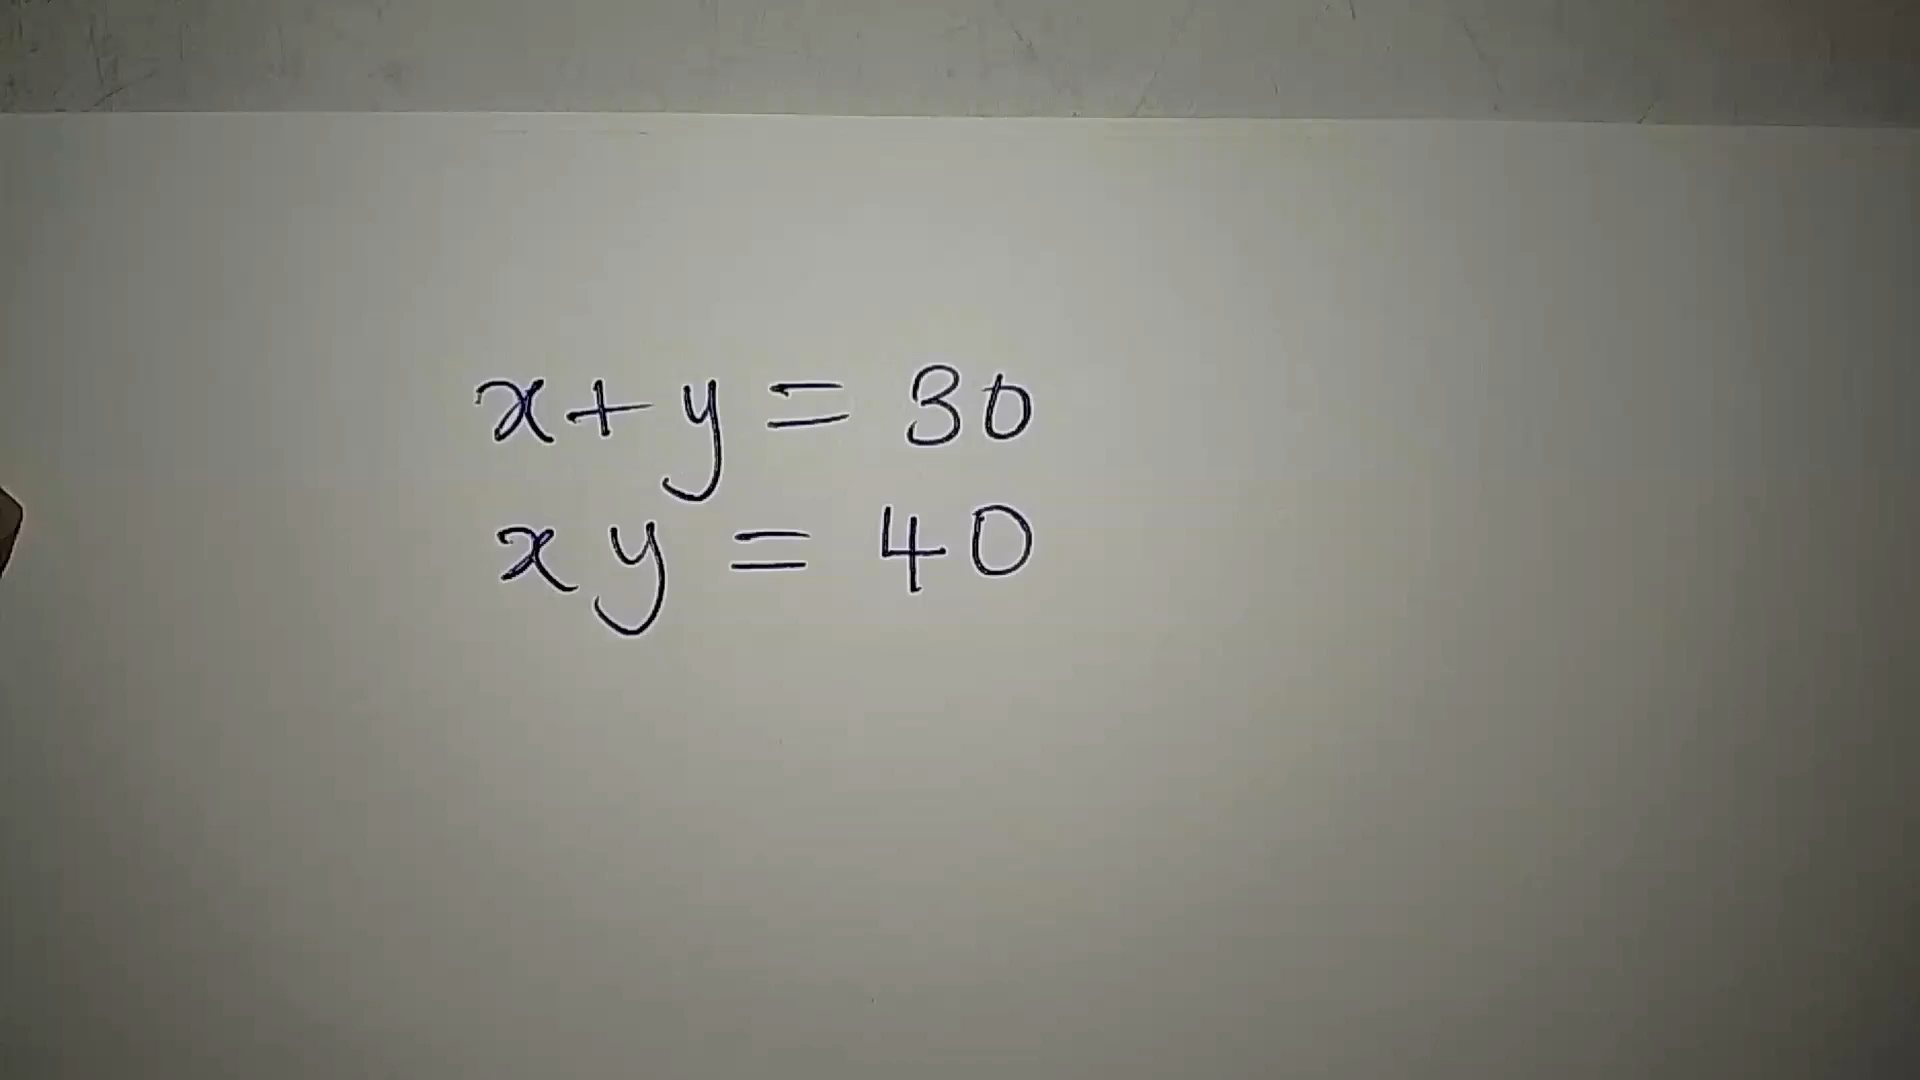 x+y = 30
xy = 40